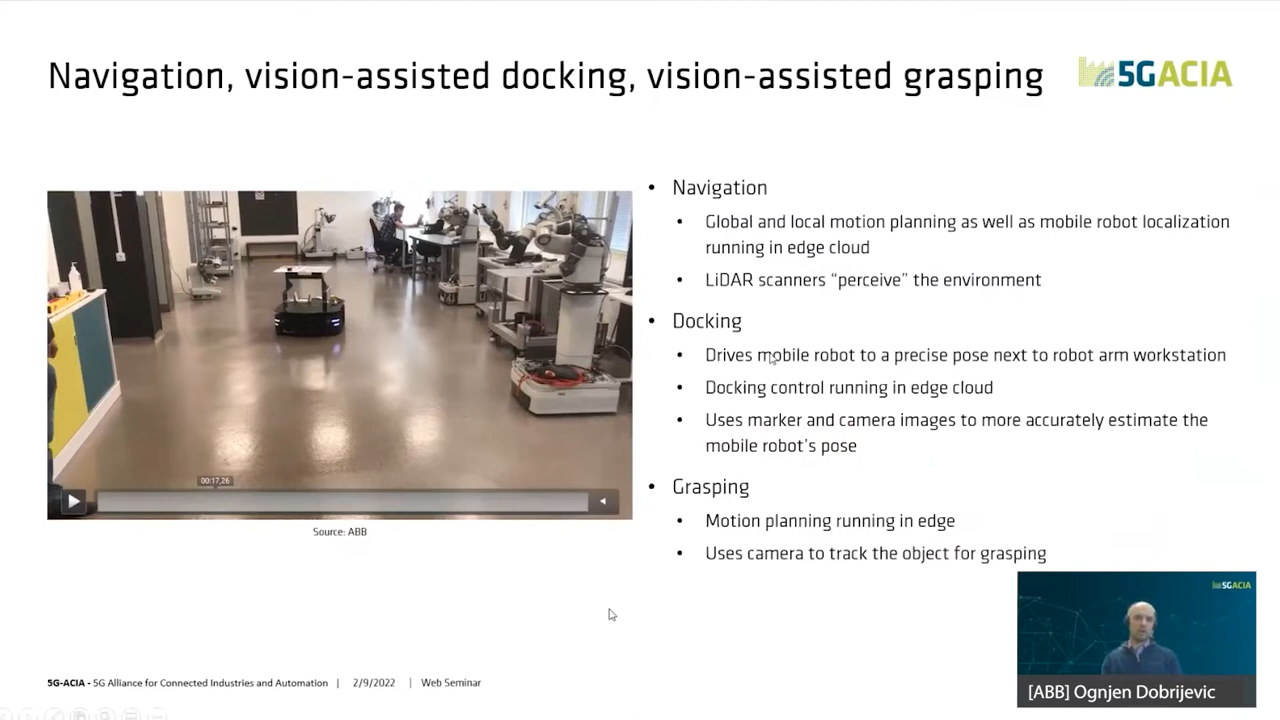 Navigation, vision-assisted docking, vision-assisted grasping
5GACIA
• Navigation
• Global and local motion planning as well as mobile robot localization
running in edge cloud
• LiDAR scanners “perceive” the environment
• Docking
• Drives mobile robot to a precise pose next to robot arm workstation
• Docking control running in edge cloud
• Uses marker and camera images to more accurately estimate the
mobile robot's pose
• Grasping
• Motion planning running in edge
• Uses camera to track the object for grasping
00:17,26
Source: ABB
5GACIA
[ABB] Ognjen Dobrijevic
5G-ACIA - 5G Alliance for Connected Industries and Automation | 2/9/2022 | Web Seminar